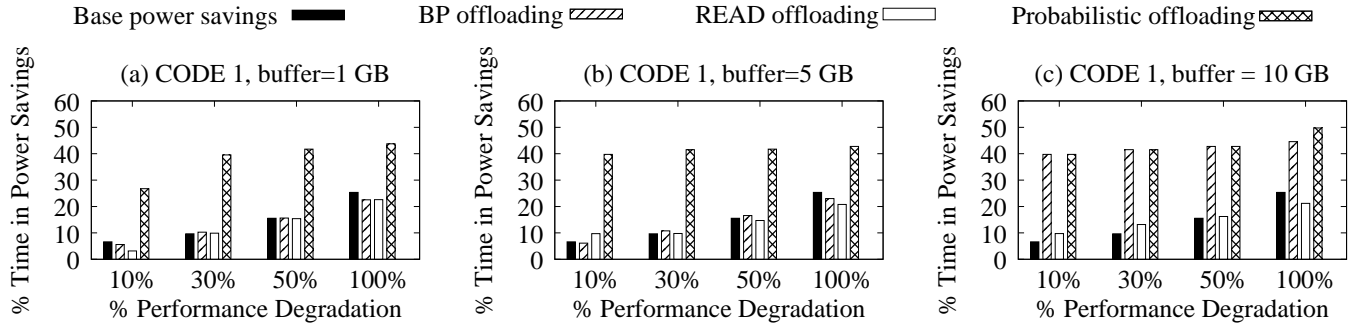 Base power savings BP offloading READ offloading Probabilistic offloading
(a) CODE 1, buffer=1 GB
% Time in Power Savings
60
50
40
30
20
10
0
10% 30% 50% 100%
% Performance Degradation
(b) CODE 1, buffer=5 GB
% Time in Power Savings
60
50
40
30
20
10
0
10% 30% 50% 100%
% Performance Degradation
(c) CODE 1, buffer = 10 GB
% Time in Power Savings
60
50
40
30
20
10
0
10% 30% 50% 100%
% Performance Degradation